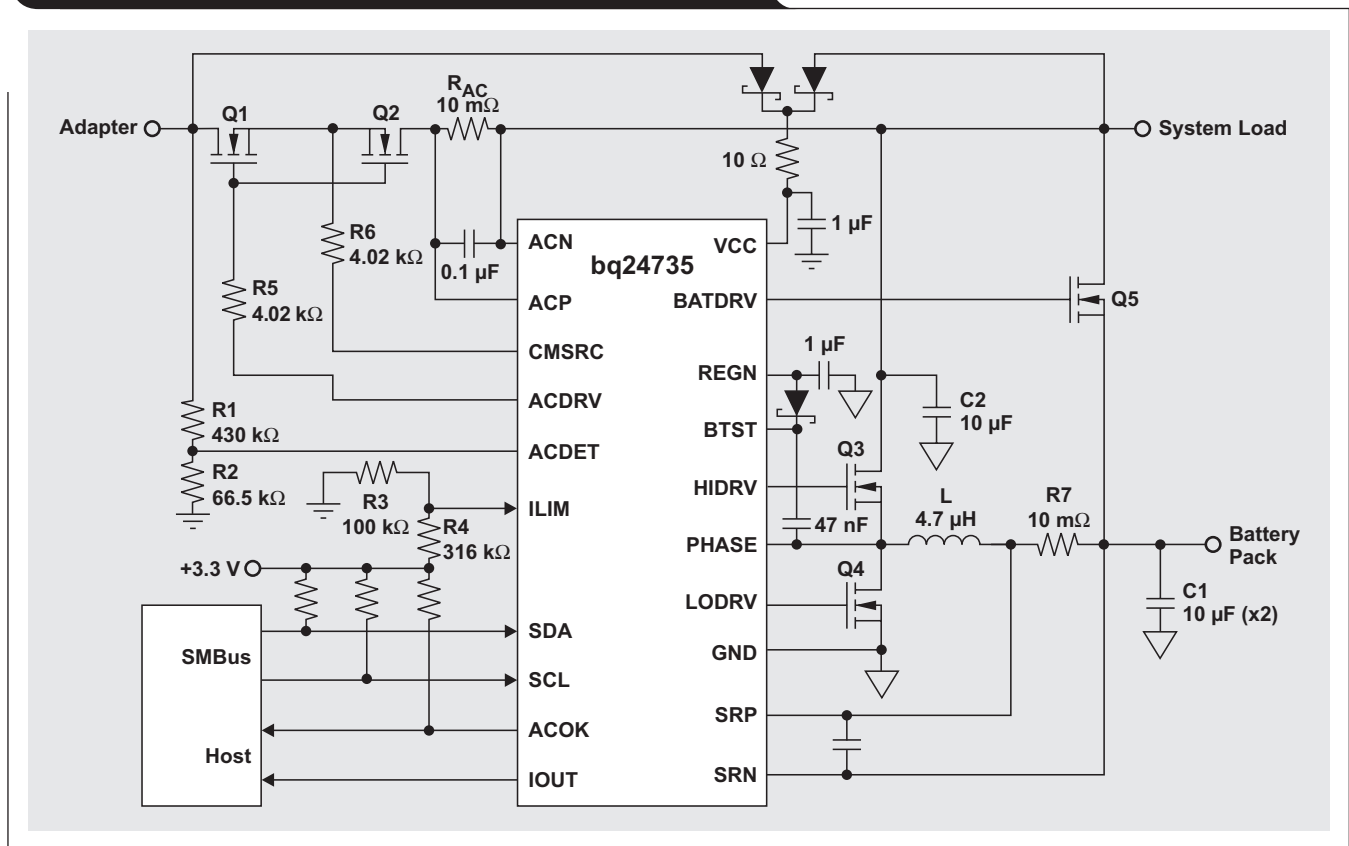 Adapter
Q1
Q2
R_AC
10 mΩ
System Load
10 Ω
1 µF
R6
4.02 kΩ
R5
4.02 kΩ
0.1 µF
bq24735
ACN
ACP
CMSRC
ACDRV
ACDET
ILIM
SDA
SCL
ACOK
IOUT
VCC
BATDRV
REGN
BTST
HIDRV
PHASE
LODRV
GND
SRP
SRN
Q5
1 µF
C2
10 µF
Q3
47 nF
L
4.7 µH
R7
10 mΩ
Battery
Pack
Q4
C1
10 µF (x2)
R1
430 kΩ
R2
66.5 kΩ
R3
100 kΩ
R4
316 kΩ
+3.3 V
SMBus
Host